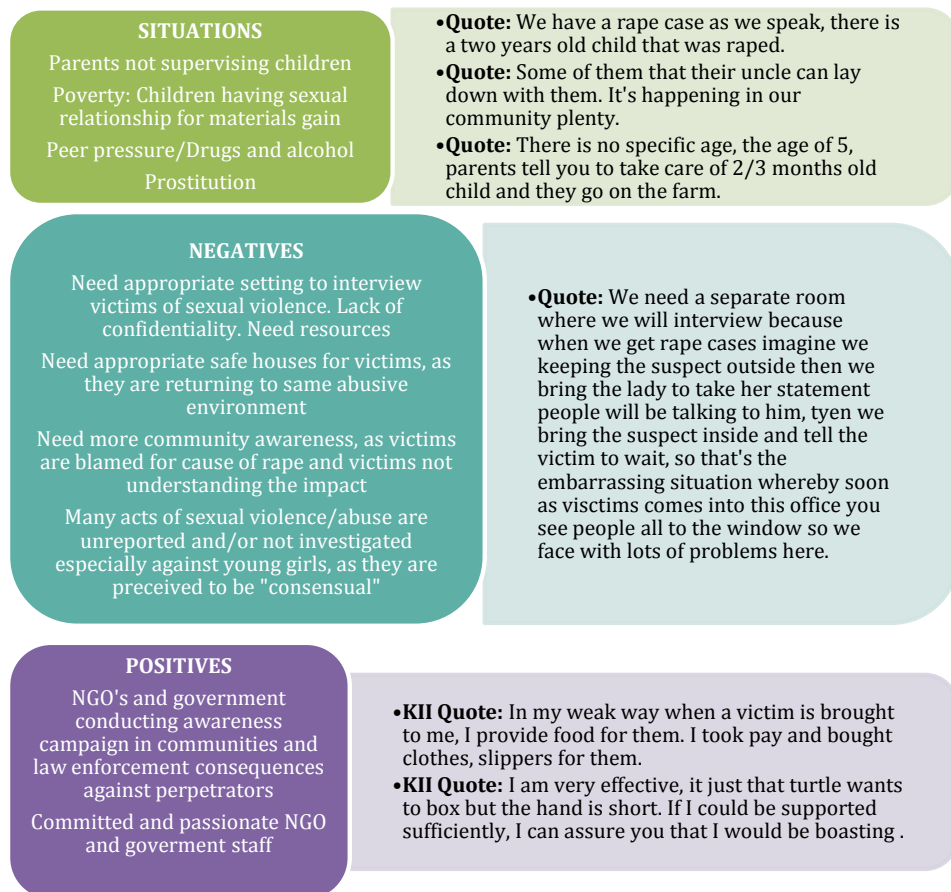 SITUATIONS
Parents not supervising children
Poverty: Children having sexual
relationship for materials gain
Peer pressure/Drugs and alcohol
Prostitution
•Quote: We have a rape case as we speak, there is
a two years old child that was raped.
•Quote: Some of them that their uncle can lay
down with them. It's happening in our
community plenty.
•Quote: There is no specific age, the age of 5,
parents tell you to take care of 2/3 months old
child and they go on the farm.
NEGATIVES
Need appropriate setting to interview
victims of sexual violence. Lack of
confidentiality. Need resources
Need appropriate safe houses for victims, as
they are returning to same abusive
environment
Need more community awareness, as victims
are blamed for cause of rape and victims not
understanding the impact
Many acts of sexual violence/abuse are
unreported and/or not investigated
especially against young girls, as they are
preceived to be "consensual"
•Quote: We need a separate room
where we will interview because
when we get rape cases imagine we
keeping the suspect outside then we
bring the lady to take her statement
people will be talking to him, tyen we
bring the suspect inside and tell the
victim to wait, so that's the
embarrassing situation whereby soon
as visctims comes into this office you
see people all to the window so we
face with lots of problems here.
POSITIVES
NGO's and government
conducting awareness
campaign in communities and
law enforcement consequences
against perpetrators
Committed and passionate NGO
and goverment staff
•KII Quote: In my weak way when a victim is brought
to me, I provide food for them. I took pay and bought
clothes, slippers for them.
•KII Quote: I am very effective, it just that turtle wants
to box but the hand is short. If I could be supported
sufficiently, I can assure you that I would be boasting .